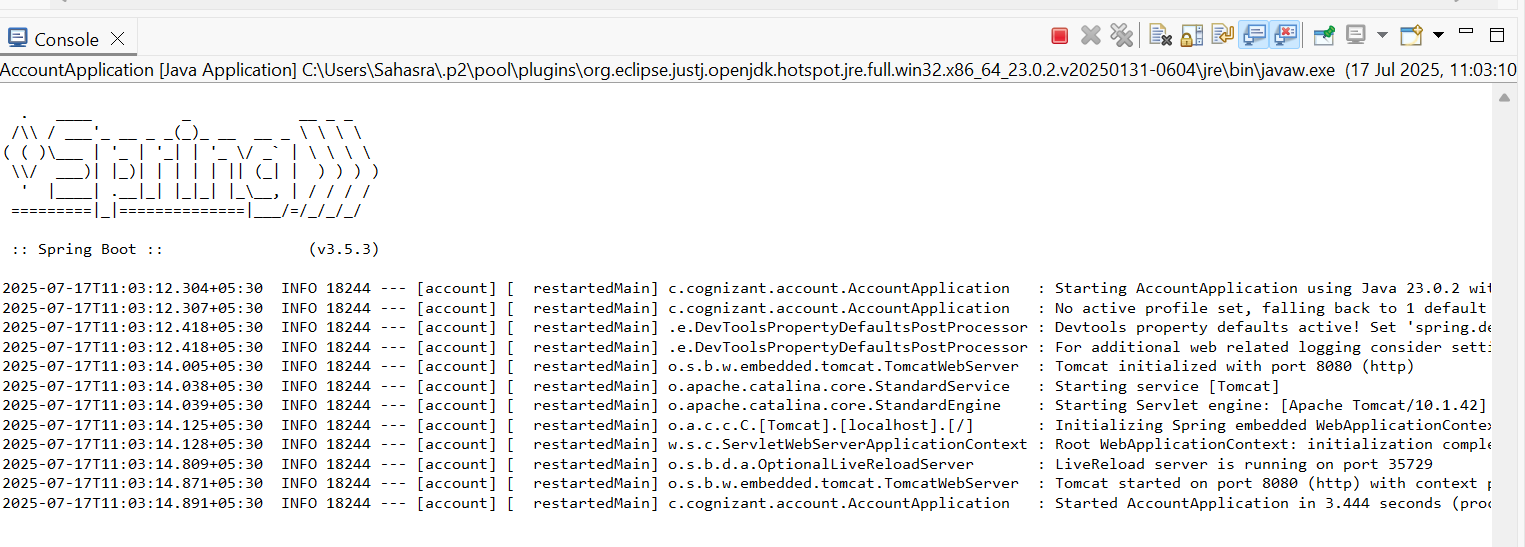 Console
AccountApplication [Java Application] C:\Users\Sahasra\.p2\pool\plugins\org.eclipse.justj.openjdk.hotspot.jre.full.win32.x86_64_23.0.2.v20250131-0604\jre\bin\javaw.exe (17 Jul 2025, 11:03:10
  .   ____          _            __ _ _
 /\\ / ___'_ __ _ _(_)_ __  __ _ \ \ \ \
( ( )\___ | '_ | '_| | '_ \/ _` | \ \ \ \
 \\/  ___)| |_)| | | | | || (_| |  ) ) ) )
  '  |____| .__|_| |_|_| |_\__, | / / / /
 =========|_|==============|___/=/_/_/_/
 :: Spring Boot ::                (v3.5.3)
2025-07-17T11:03:12.304+05:30  INFO 18244 --- [account] [  restartedMain] c.cognizant.account.AccountApplication   : Starting AccountApplication using Java 23.0.2 wit
2025-07-17T11:03:12.307+05:30  INFO 18244 --- [account] [  restartedMain] c.cognizant.account.AccountApplication   : No active profile set, falling back to 1 default
2025-07-17T11:03:12.418+05:30  INFO 18244 --- [account] [  restartedMain] .e.DevToolsPropertyDefaultsPostProcessor : Devtools property defaults active! Set 'spring.de
2025-07-17T11:03:12.418+05:30  INFO 18244 --- [account] [  restartedMain] .e.DevToolsPropertyDefaultsPostProcessor : For additional web related logging consider setti
2025-07-17T11:03:14.005+05:30  INFO 18244 --- [account] [  restartedMain] o.s.b.w.embedded.tomcat.TomcatWebServer  : Tomcat initialized with port 8080 (http)
2025-07-17T11:03:14.038+05:30  INFO 18244 --- [account] [  restartedMain] o.apache.catalina.core.StandardService   : Starting service [Tomcat]
2025-07-17T11:03:14.039+05:30  INFO 18244 --- [account] [  restartedMain] o.apache.catalina.core.StandardEngine    : Starting Servlet engine: [Apache Tomcat/10.1.42]
2025-07-17T11:03:14.125+05:30  INFO 18244 --- [account] [  restartedMain] o.a.c.c.C.[Tomcat].[localhost].[/]       : Initializing Spring embedded WebApplicationContex
2025-07-17T11:03:14.128+05:30  INFO 18244 --- [account] [  restartedMain] w.s.c.ServletWebServerApplicationContext : Root WebApplicationContext: initialization comple
2025-07-17T11:03:14.809+05:30  INFO 18244 --- [account] [  restartedMain] o.s.b.d.a.OptionalLiveReloadServer       : LiveReload server is running on port 35729
2025-07-17T11:03:14.871+05:30  INFO 18244 --- [account] [  restartedMain] o.s.b.w.embedded.tomcat.TomcatWebServer  : Tomcat started on port 8080 (http) with context p
2025-07-17T11:03:14.891+05:30  INFO 18244 --- [account] [  restartedMain] c.cognizant.account.AccountApplication   : Started AccountApplication in 3.444 seconds (proc